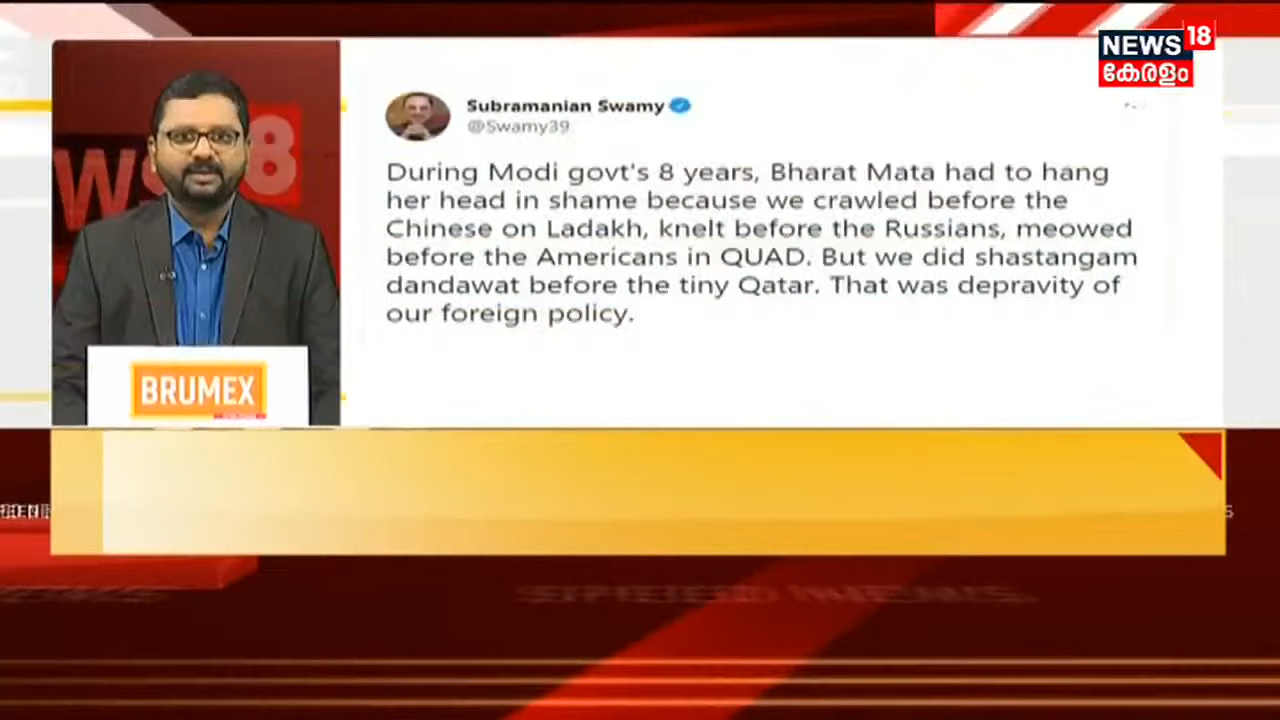 NEWS 18
കേരളം
Subramanian Swamy
@Swamy39
During Modi govt's 8 years, Bharat Mata had to hang
her head in shame because we crawled before the
Chinese on Ladakh, knelt before the Russians, meowed
before the Americans in QUAD. But we did shastangam
dandawat before the tiny Qatar. That was depravity of
our foreign policy.
BRUMEX